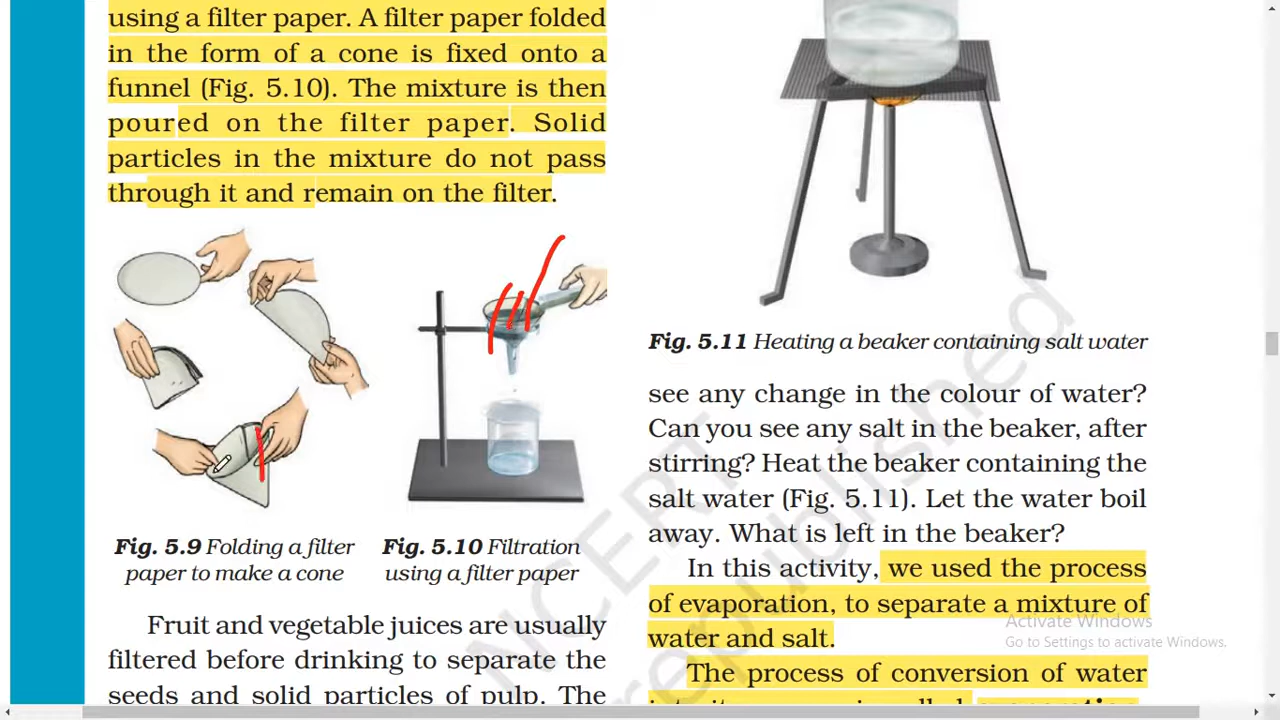 using a filter paper. A filter paper folded
in the form of a cone is fixed onto a
funnel (Fig. 5.10). The mixture is then
poured on the filter paper. Solid
particles in the mixture do not pass
through it and remain on the filter.
Fig. 5.9 Folding a filter
paper to make a cone
Fig. 5.10 Filtration
using a filter paper
Fruit and vegetable juices are usually
filtered before drinking to separate the
seeds and solid particles of pulp. The
Fig. 5.11 Heating a beaker containing salt water
see any change in the colour of water?
Can you see any salt in the beaker, after
stirring? Heat the beaker containing the
salt water (Fig. 5.11). Let the water boil
away. What is left in the beaker?
In this activity, we used the process
of evaporation, to separate a mixture of
water and salt.
The process of conversion of water
Activate Windows
Go to Settings to activate Windows.
NCERT
republished